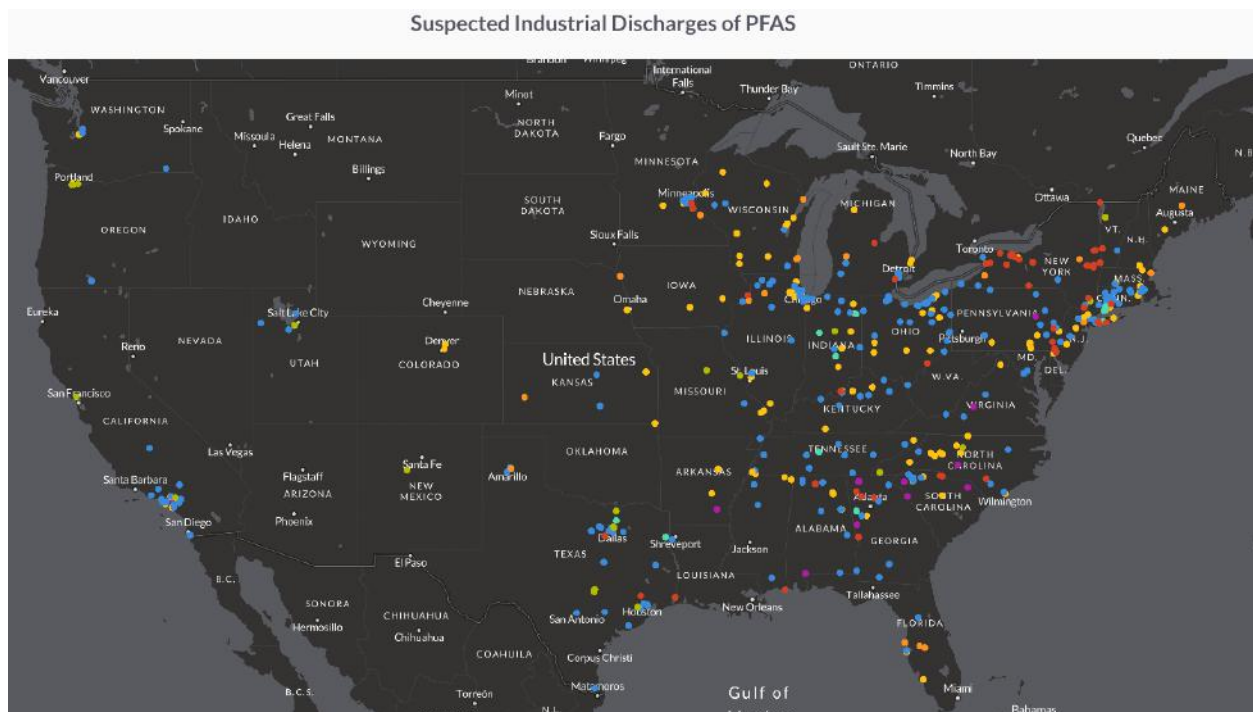 Suspected Industrial Discharges of PFAS
Vancouver
International
Falls
ONTARIO
Thunder Bay
Timmins
WASHINGTON
Spokane
Missoula
Great Falls
Helena
MONTANA
Minot
NORTH
DAKOTA
Fargo
Quebec
Sault Ste. Marie
North Bay
N.B.
Billings
MINNESOTA
Portland
Minneapolis
WISCONSIN
MICHIGAN
Ottawa
MAINE
Augusta
OREGON
IDAHO
SOUTH
DAKOTA
WYOMING
Sioux Falls
Toronto
VT.
N.H.
NEW
YORK
Detroit
MASS.
CONN.
NEBRASKA
IOWA
Omaha
Cheyenne
Chicago
Eureka
Salt Lake City
NEVADA
UTAH
Reno
Denver
COLORADO
United States
KANSAS
ILLINOIS
INDIANA
OHIO
PENNSYLVANIA
Pittsburgh
N.J.
MD.
DEL.
W.VA.
St. Louis
MISSOURI
San Francisco
CALIFORNIA
KENTUCKY
VIRGINIA
Las Vegas
Santa Barbara
Flagstaff
ARIZONA
Phoenix
Santa Fe
NEW
MEXICO
Amarillo
OKLAHOMA
ARKANSAS
TENNESSEE
NORTH
CAROLINA
Wilmington
SOUTH
CAROLINA
Atlanta
San Diego
Dallas
TEXAS
Shreveport
Jackson
ALABAMA
GEORGIA
El Paso
B.C.
SONORA
Hermosillo
CHIHUAHUA
Chihuahua
COAHUILA
LOUISIANA
New Orleans
Tallahassee
Houston
San Antonio
FLORIDA
Corpus Christi
Matamoros
Torreón
B.C.S.
N.L.
Gulf of
Miami
Bahamas